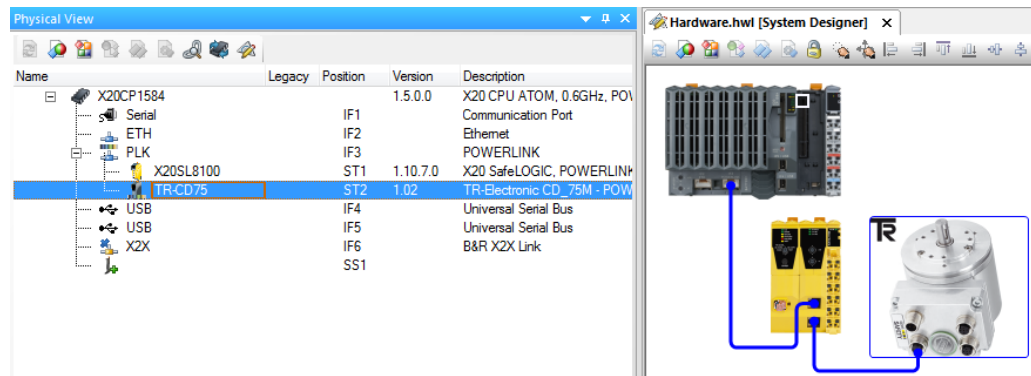 Physical View
Name Legacy Position Version Description
X20CP1584 1.5.0.0 X20 CPU ATOM, 0.6GHz, POW
Serial IF1 Communication Port
ETH IF2 Ethernet
PLK IF3 POWERLINK
X20SL8100 ST1 1.10.7.0 X20 SafeLOGIC, POWERLINK
TR-CD75 ST2 1.02 TR-Electronic CD_75M - POW
USB IF4 Universal Serial Bus
USB IF5 Universal Serial Bus
X2X IF6 B&R X2X Link
SS1
Hardware.hwl [System Designer]
TR